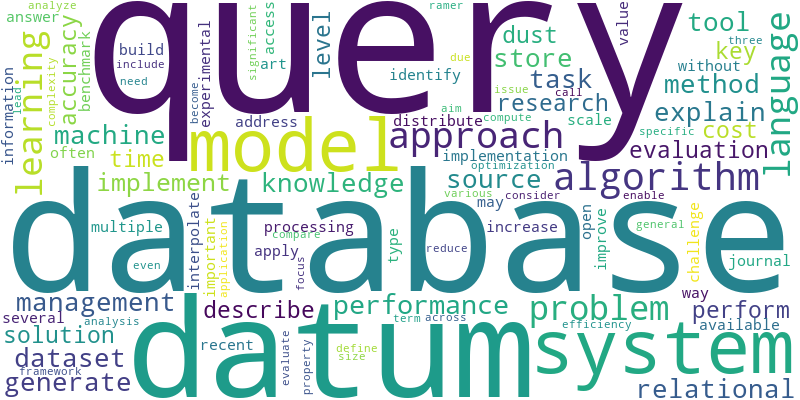 query
database
datum
model
system
algorithm
approach
language
learning
problem
tool
store
dust
task
key
research
method
explain
cost
evaluation
value
level
access
art
significant
experimental
become
build
include
need
analyze
answer
accuracy
benchmark
complexity
lead
information
machine
often
time
address
distribute
identify
ramer
due
issue
call
aim
compute
scale
without
three
specific
implementation
optimization
implement
knowledge
source
various
may
consider
enable
multiple
even
interpolate
important
application
processing
compare
apply
focus
type
reduce
increase
open
improve
general
challenge
journal
way
management
several
solution
analysis
dataset
framework
generate
describe
recent
evaluate
property
performance
term
across
define
size
efficiency
perform
available
relational